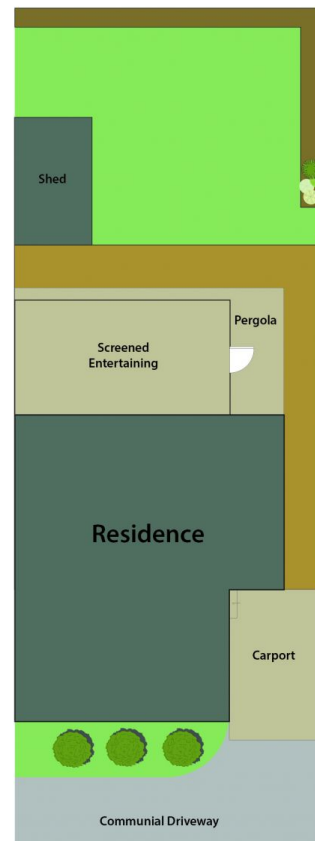 Shed
Pergola
Screened
Entertaining
Residence
Carport
Communial Driveway